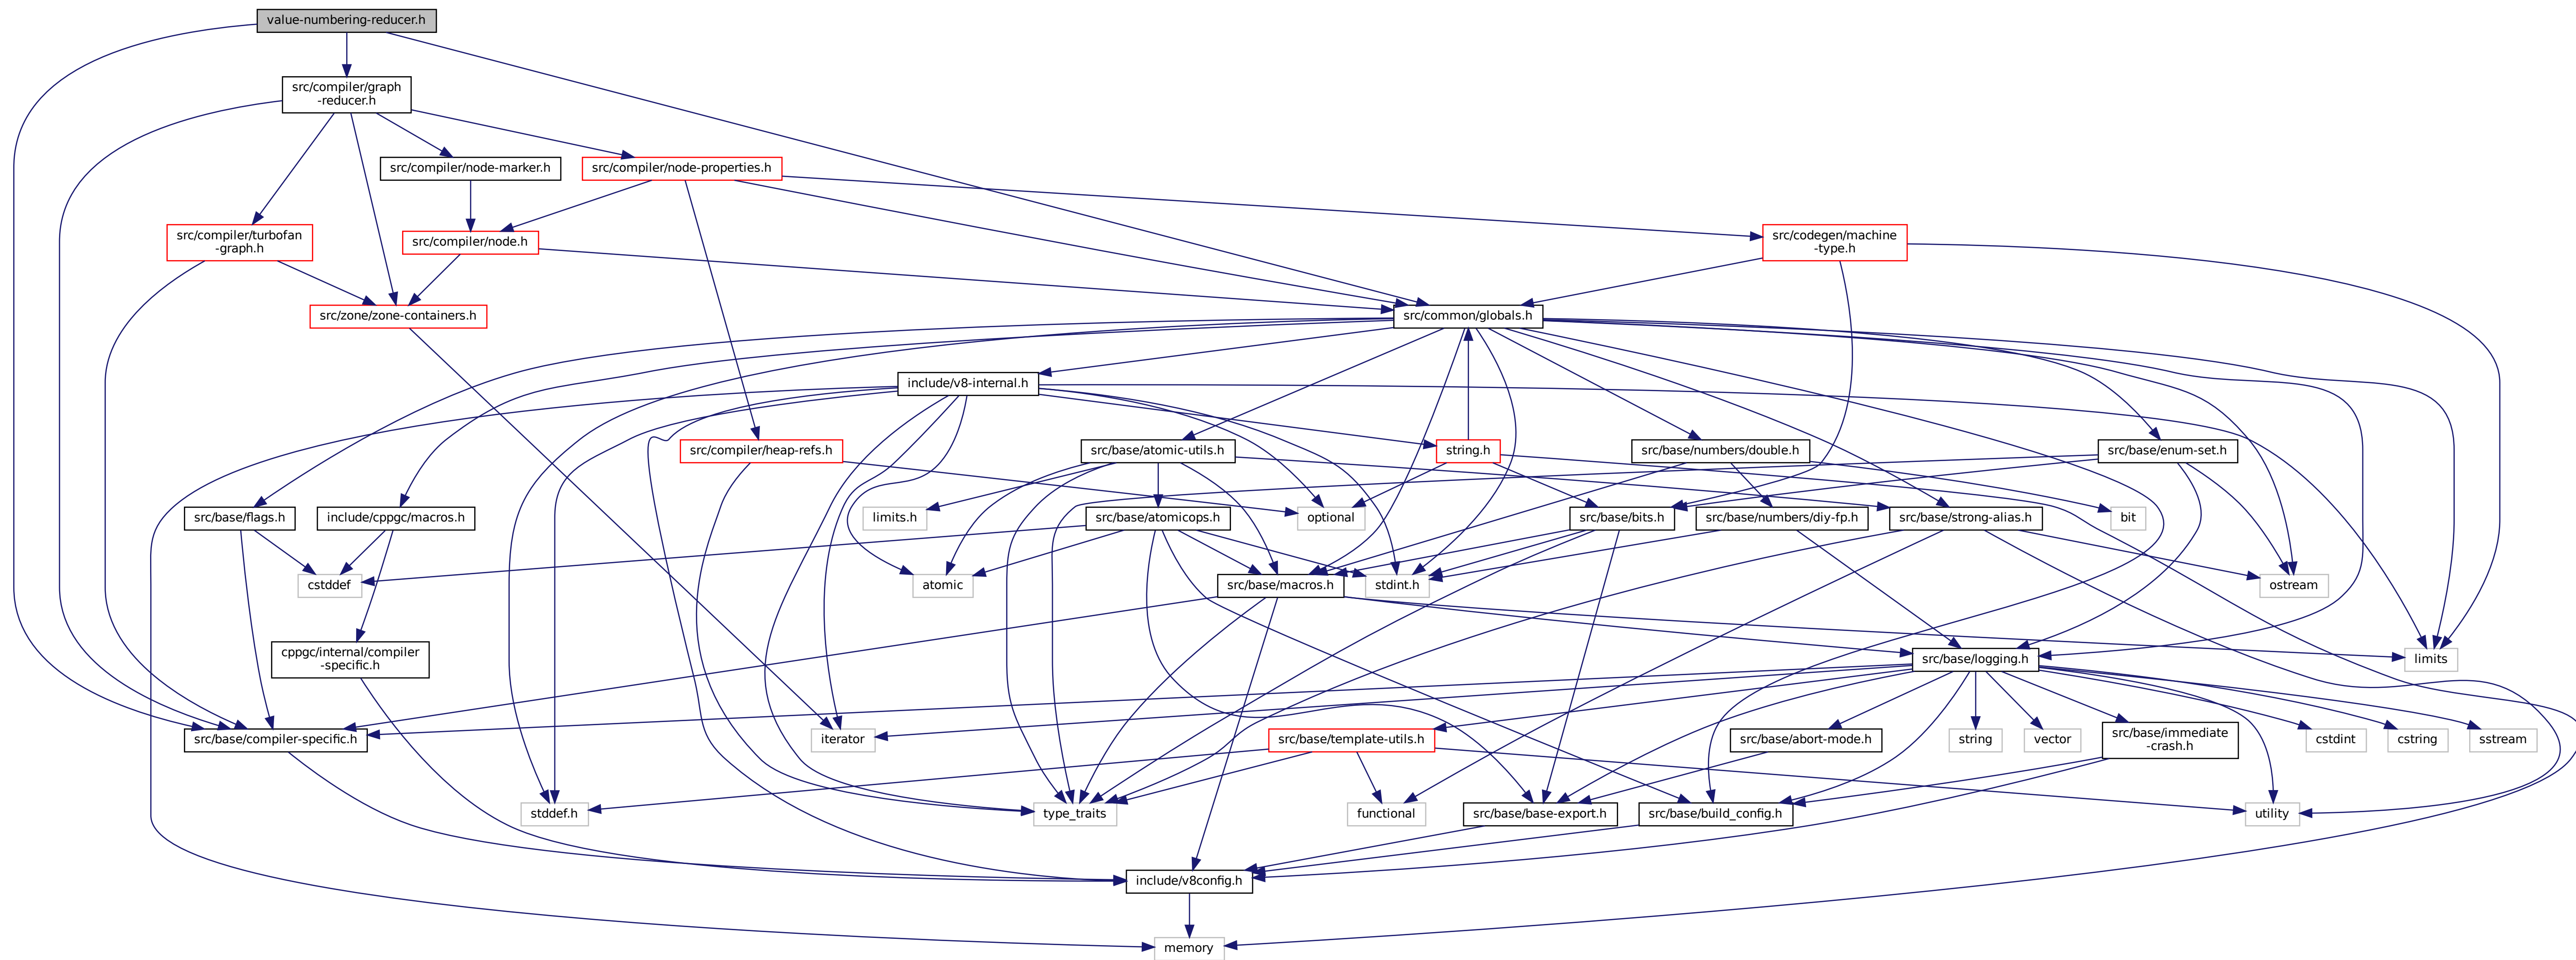 value-numbering-reducer.h
src/compiler/graph
-reducer.h
src/compiler/node-marker.h
src/compiler/node-properties.h
src/compiler/turbofan
-graph.h
src/compiler/node.h
src/codegen/machine
-type.h
src/zone/zone-containers.h
src/common/globals.h
include/v8-internal.h
src/compiler/heap-refs.h
src/base/atomic-utils.h
string.h
src/base/numbers/double.h
src/base/enum-set.h
src/base/flags.h
include/cppgc/macros.h
limits.h
src/base/atomicops.h
optional
src/base/bits.h
src/base/numbers/diy-fp.h
src/base/strong-alias.h
bit
cstddef
atomic
src/base/macros.h
stdint.h
ostream
cppgc/internal/compiler
-specific.h
src/base/logging.h
limits
src/base/compiler-specific.h
iterator
src/base/template-utils.h
src/base/abort-mode.h
string
vector
src/base/immediate
-crash.h
cstdint
cstring
sstream
stddef.h
type_traits
functional
src/base/base-export.h
src/base/build_config.h
utility
include/v8config.h
memory